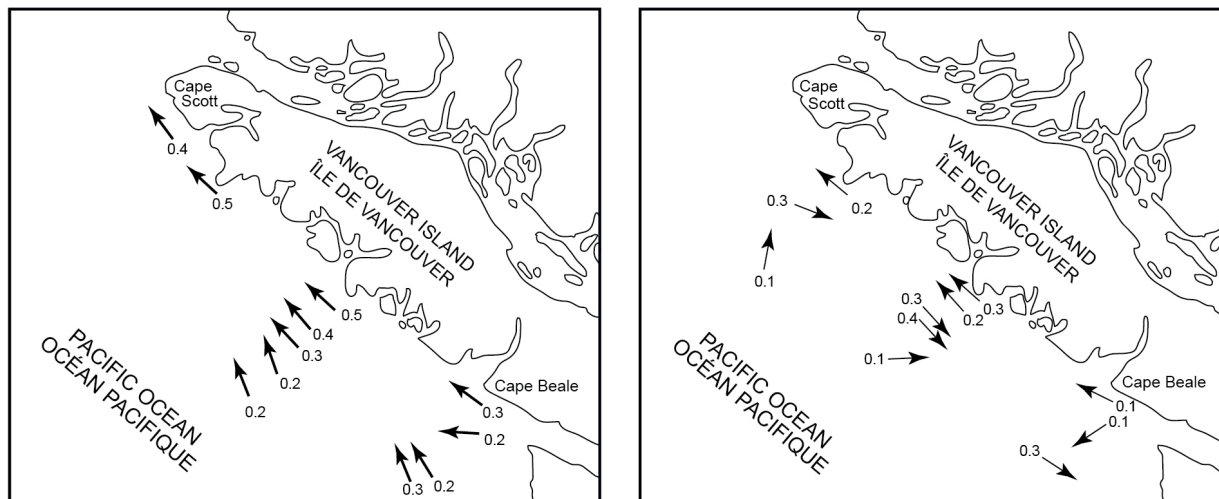 Cape
Scott
0.4
0.5
VANCOUVER ISLAND
ÎLE DE VANCOUVER
0.5
0.4
0.3
0.2
0.2
PACIFIC OCEAN
OCÉAN PACIFIQUE
Cape Beale
0.3
0.2
0.3
0.2
Cape
Scott
0.3
0.2
0.1
VANCOUVER ISLAND
ÎLE DE VANCOUVER
0.3
0.3
0.2
0.4
0.1
PACIFIC OCEAN
OCÉAN PACIFIQUE
Cape Beale
0.1
0.1
0.3